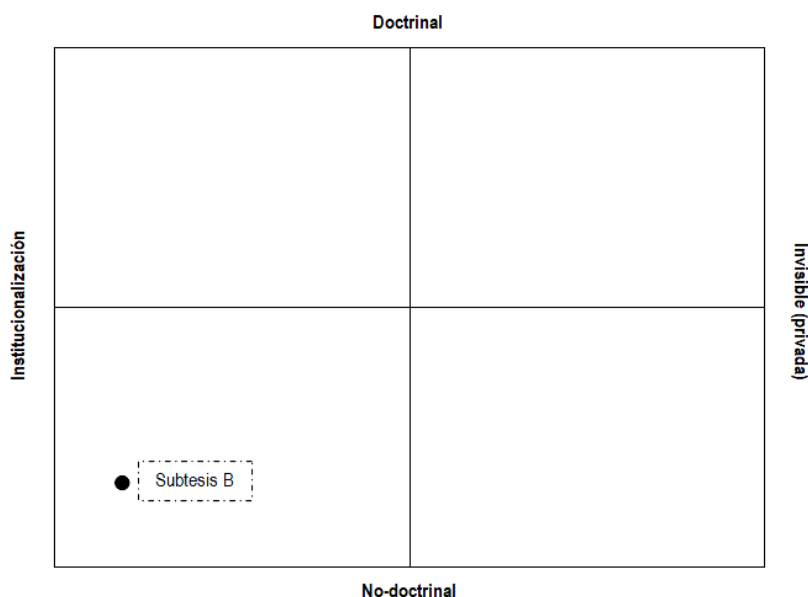 Doctrinal
Institucionalización
Invisible (privada)
Subtesis B
No-doctrinal